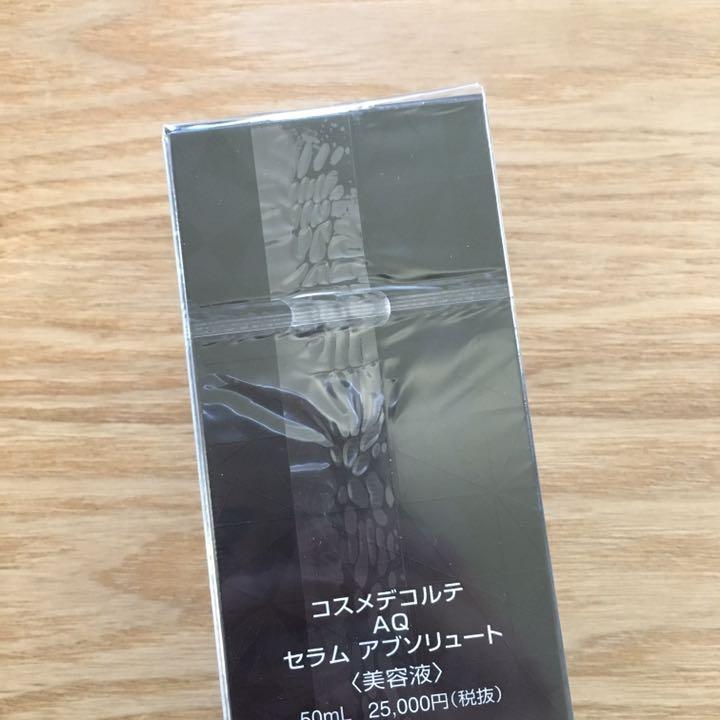 コスメデコルテ
AQ
セラム アブソリュート
〈美容液〉
50mL 25,000円(税抜)